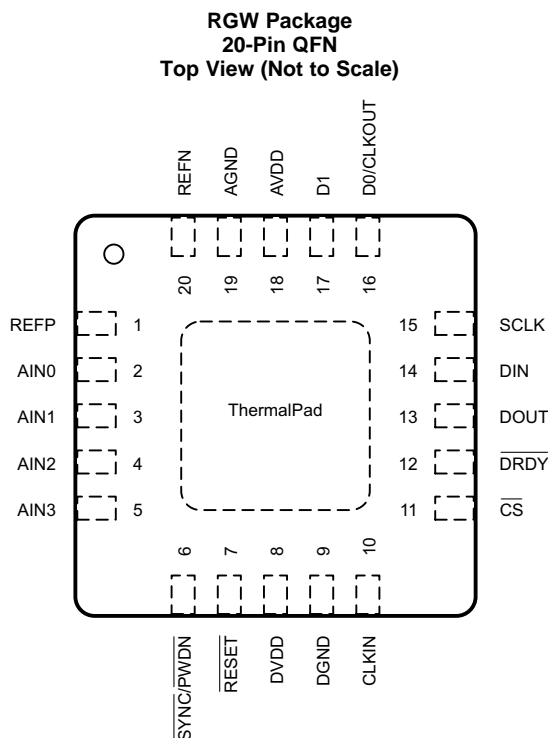 RGW Package
20-Pin QFN
Top View (Not to Scale)
REFN
AGND
AVDD
D1
D0/CLKOUT
20
19
18
17
16
REFP 1
15 SCLK
AIN0 2
14 DIN
AIN1 3
ThermalPad
13 DOUT
AIN2 4
12 DRDY
AIN3 5
11 CS
6
7
8
9
10
SYNC/PWDN
RESET
DVDD
DGND
CLKIN